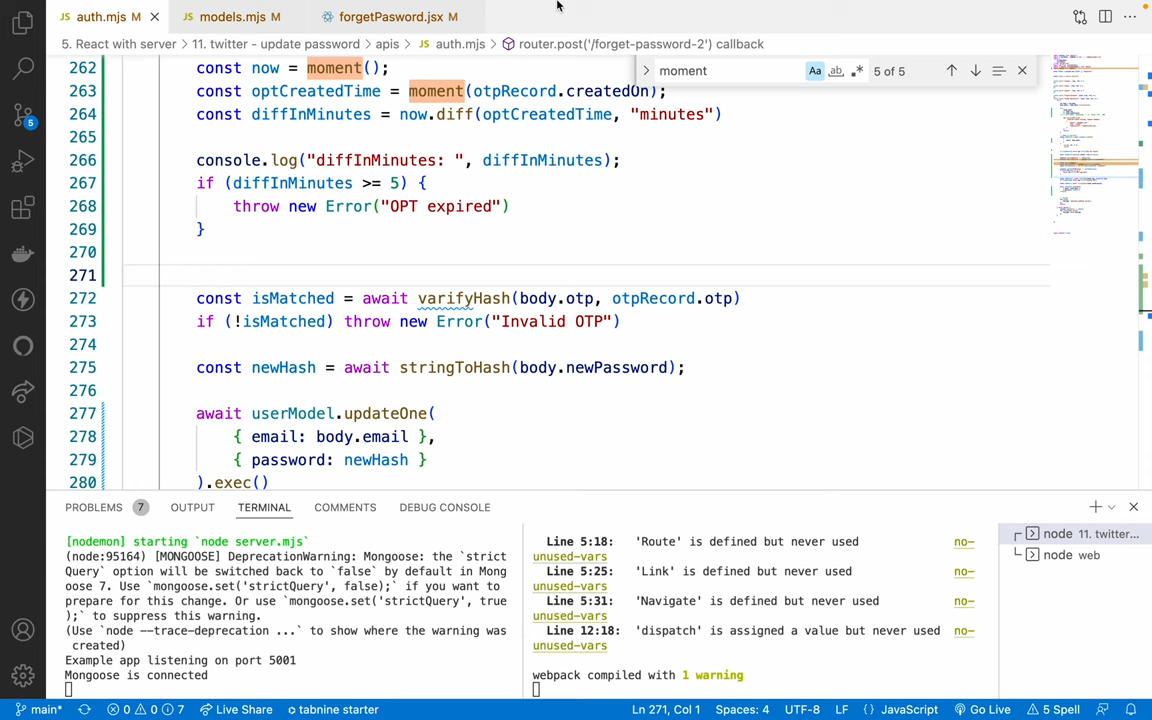 JS auth.mjs M
JS models.mjs M
forgetPasword.jsx M
5. React with server > 11. twitter - update password > apis > JS auth.mjs > router.post('/forget-password-2') callback
moment
Aa
ab
5 of 5
262 const now = moment();
263 const optCreatedTime = moment(otpRecord.createdOn);
264 const diffInMinutes = now.diff(optCreatedTime, "minutes")
265
266 console.log("diffInMinutes: ", diffInMinutes);
267 if (diffInMinutes >= 5) {
268 throw new Error("OPT expired")
269 }
270
271
272 const isMatched = await varifyHash(body.otp, otpRecord.otp)
273 if (!isMatched) throw new Error("Invalid OTP")
274
275 const newHash = await stringToHash(body.newPassword);
276
277 await userModel.updateOne(
278 { email: body.email },
279 { password: newHash }
280 ).exec()
5
PROBLEMS 7 OUTPUT TERMINAL COMMENTS DEBUG CONSOLE
[nodemon] starting `node server.mjs`
(node:95164) [MONGOOSE] DeprecationWarning: Mongoose: the `strict
Query` option will be switched back to `false` by default in Mong
oose 7. Use `mongoose.set('strictQuery', false);` if you want to
prepare for this change. Or use `mongoose.set('strictQuery', true
);` to suppress this warning.
(Use `node --trace-deprecation ...` to show where the warning was
created)
Example app listening on port 5001
Mongoose is connected
Line 5:18: 'Route' is defined but never used no-
unused-vars
Line 5:25: 'Link' is defined but never used no-
unused-vars
Line 5:31: 'Navigate' is defined but never used no-
unused-vars
Line 12:18: 'dispatch' is assigned a value but never used no-
unused-vars
webpack compiled with 1 warning
node 11. twitter...
node web
main* 0 0 7 Live Share tabnine starter
Ln 271, Col 1 Spaces: 4 UTF-8 LF {} JavaScript Go Live 5 Spell